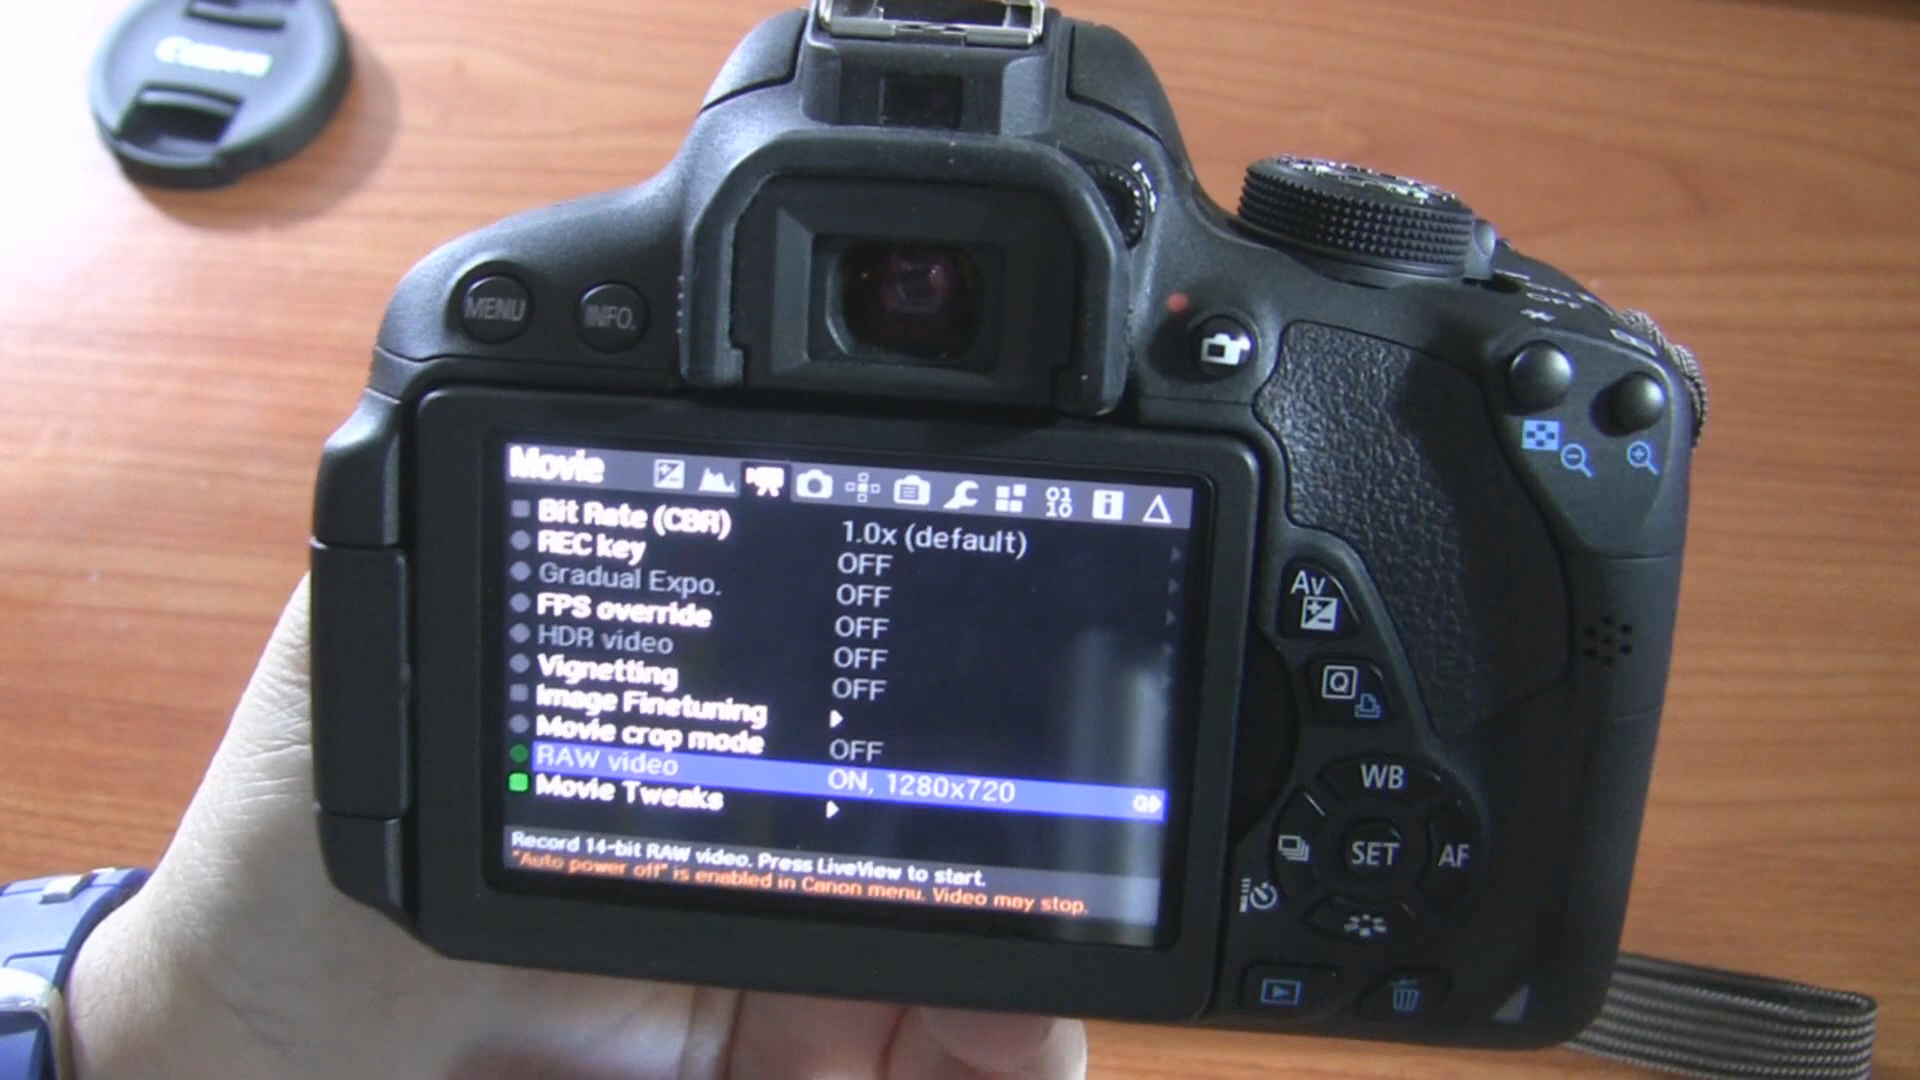 Canon
MENU
INFO.
Movie
Bit Rate (CBR) 1.0x (default)
REC key OFF
Gradual Expo. OFF
FPS override OFF
HDR video OFF
Vignetting OFF
Image Finetuning
Movie crop mode OFF
RAW video ON, 1280x720
Movie Tweaks
Record 14-bit RAW video. Press LiveView to start.
"Auto power off" is enabled in Canon menu. Video may stop.
Av
Q
WB
SET
AF